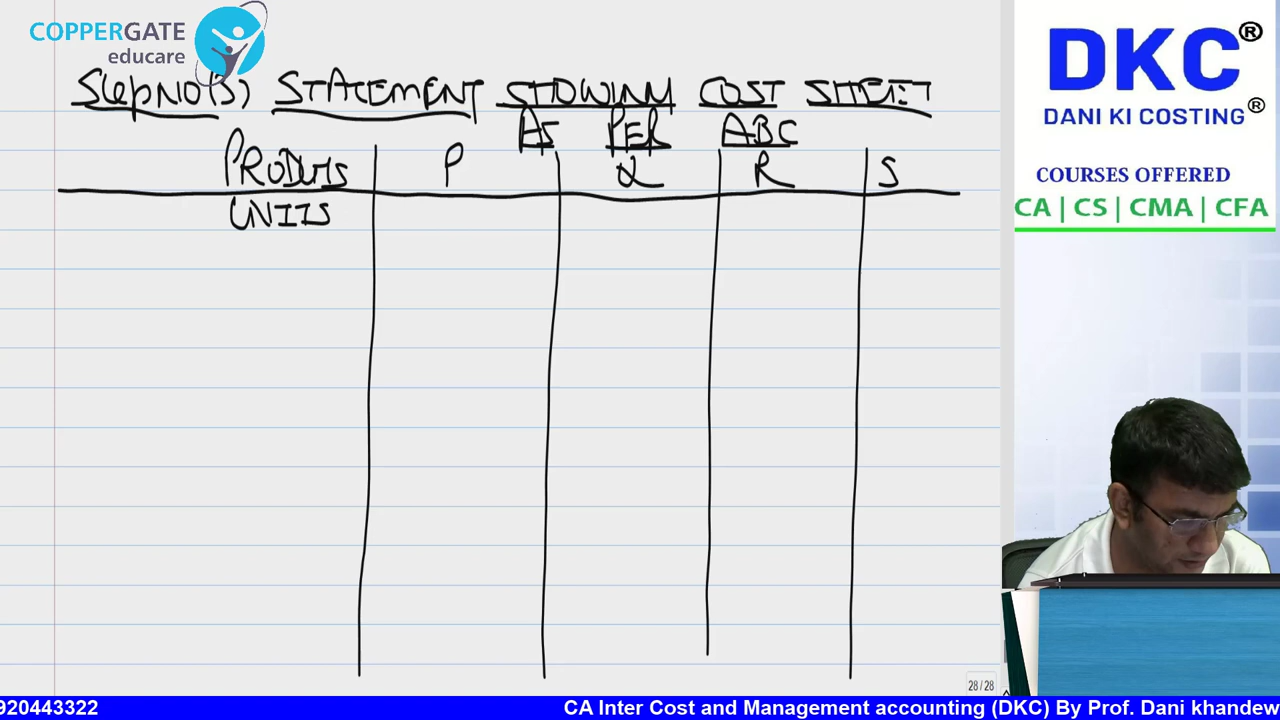 COPPERGATE
educare
Step No(3) STATEMENT SHOWING COST SHEET
AS PER ABC
PRODUCTS P Q R S
UNITS
DKC®
DANI KI COSTING®
COURSES OFFERED
CA | CS | CMA | CFA
28 / 28
920443322 CA Inter Cost and Management accounting (DKC) By Prof. Dani khandew